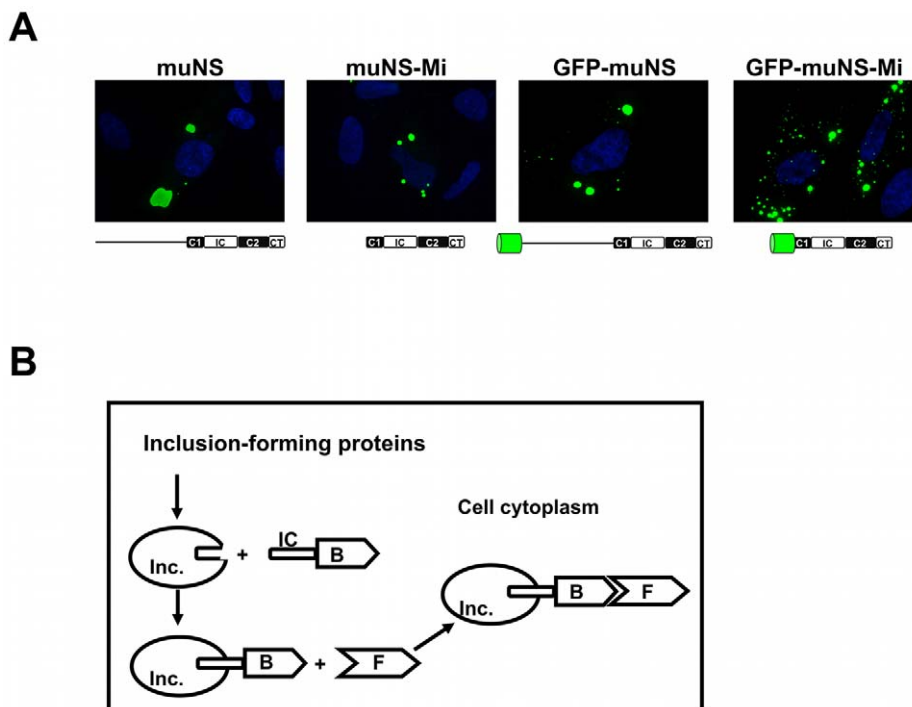 A
muNS muNS-Mi GFP-muNS GFP-muNS-Mi
C1 IC C2 CT C1 IC C2 CT C1 IC C2 CT C1 IC C2 CT
B
Inclusion-forming proteins
Cell cytoplasm
Inc. + IC B
Inc. B + F
Inc. B F